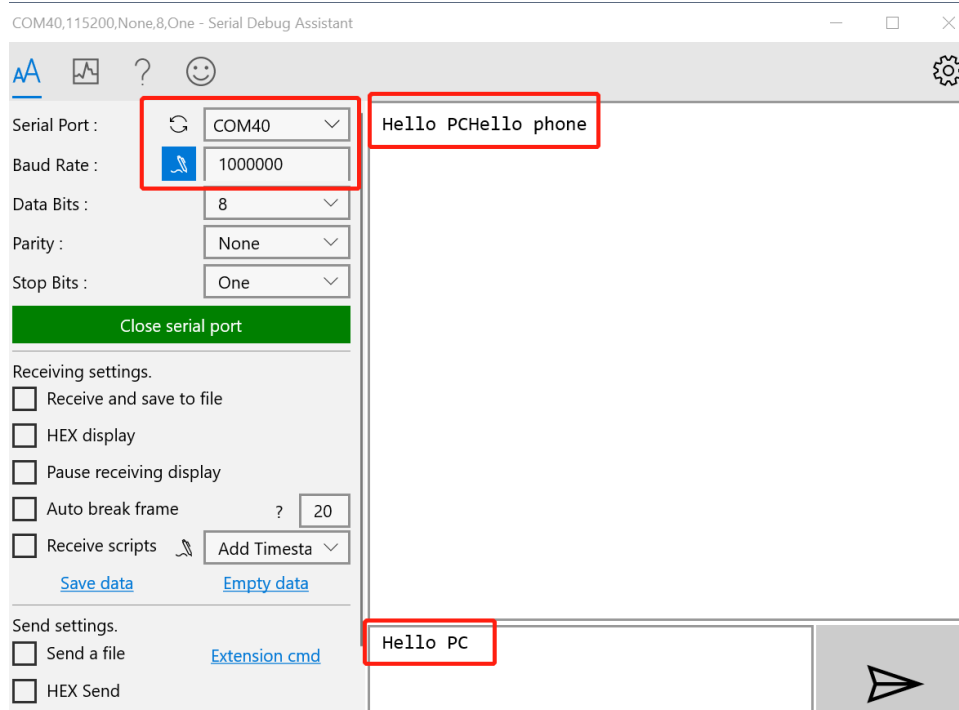 COM40,115200,None,8,One - Serial Debug Assistant
AA
?
Serial Port :
COM40
Baud Rate :
1000000
Data Bits :
8
Parity :
None
Stop Bits :
One
Close serial port
Receiving settings.
Receive and save to file
HEX display
Pause receiving display
Auto break frame
? 20
Receive scripts
Add Timesta
Save data
Empty data
Send settings.
Send a file
Extension cmd
HEX Send
Hello PCHello phone
Hello PC